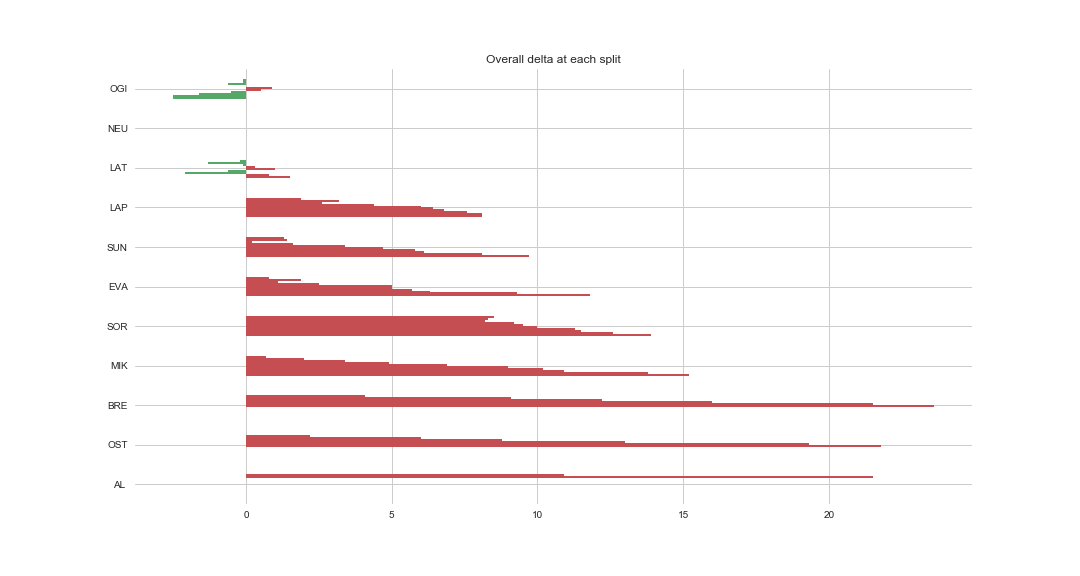 Overall delta at each split
OGI
NEU
LAT
LAP
SUN
EVA
SOR
MIK
BRE
OST
AL
0 5 10 15 20